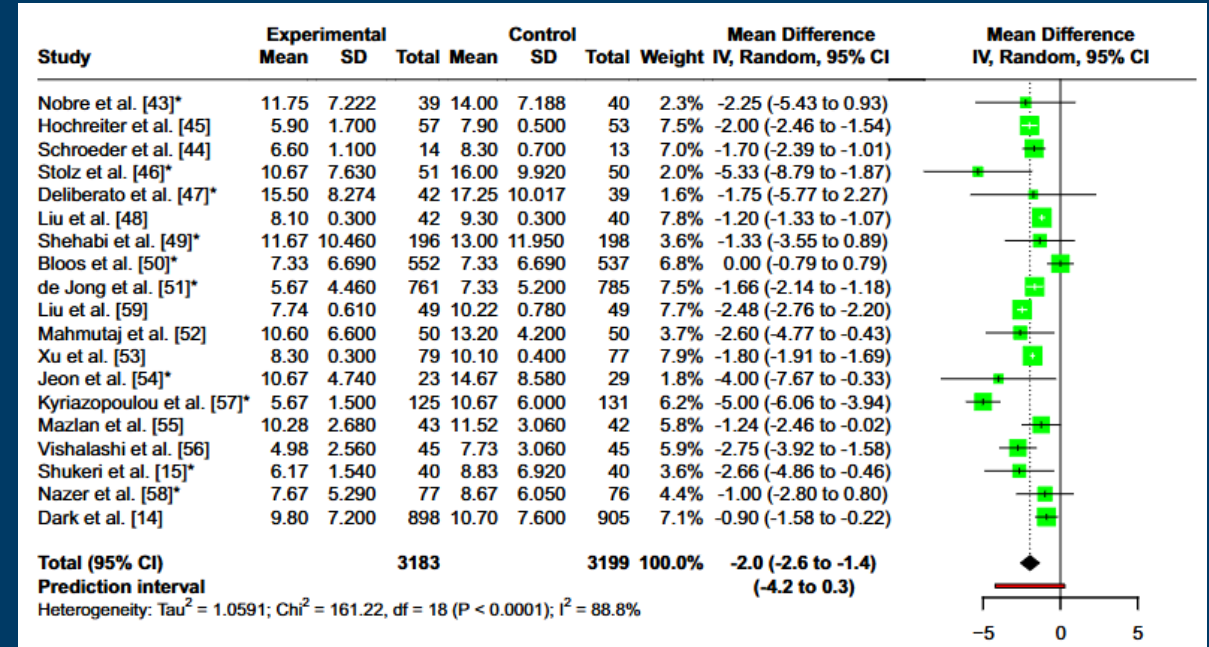 Experimental Control Mean Difference Mean Difference
Study Mean SD Total Mean SD Total Weight IV, Random, 95% CI IV, Random, 95% CI
Nobre et al. [43]* 11.75 7.222 39 14.00 7.188 40 2.3% -2.25 (-5.43 to 0.93)
Hochreiter et al. [45] 5.90 1.700 57 7.90 0.500 53 7.5% -2.00 (-2.46 to -1.54)
Schroeder et al. [44] 6.60 1.100 14 8.30 0.700 13 7.0% -1.70 (-2.39 to -1.01)
Stolz et al. [46]* 10.67 7.630 51 16.00 9.920 50 2.0% -5.33 (-8.79 to -1.87)
Deliberato et al. [47]* 15.50 8.274 42 17.25 10.017 39 1.6% -1.75 (-5.77 to 2.27)
Liu et al. [48] 8.10 0.300 42 9.30 0.300 40 7.8% -1.20 (-1.33 to -1.07)
Shehabi et al. [49]* 11.67 10.460 196 13.00 11.950 198 3.6% -1.33 (-3.55 to 0.89)
Bloos et al. [50]* 7.33 6.690 552 7.33 6.690 537 6.8% 0.00 (-0.79 to 0.79)
de Jong et al. [51]* 5.67 4.460 761 7.33 5.200 785 7.5% -1.66 (-2.14 to -1.18)
Liu et al. [59] 7.74 0.610 49 10.22 0.780 49 7.7% -2.48 (-2.76 to -2.20)
Mahmutaj et al. [52] 10.60 6.600 50 13.20 4.200 50 3.7% -2.60 (-4.77 to -0.43)
Xu et al. [53] 8.30 0.300 79 10.10 0.400 77 7.9% -1.80 (-1.91 to -1.69)
Jeon et al. [54]* 10.67 4.740 23 14.67 8.580 29 1.8% -4.00 (-7.67 to -0.33)
Kyriazopoulou et al. [57]* 5.67 1.500 125 10.67 6.000 131 6.2% -5.00 (-6.06 to -3.94)
Mazlan et al. [55] 10.28 2.680 43 11.52 3.060 42 5.8% -1.24 (-2.46 to -0.02)
Vishalashi et al. [56] 4.98 2.560 45 7.73 3.060 45 5.8% -2.75 (-3.92 to -1.58)
Shukeri et al. [15]* 6.17 1.540 40 8.83 6.920 40 3.6% -2.66 (-4.86 to -0.46)
Nazer et al. [58]* 7.67 5.290 77 8.67 6.050 76 4.4% -1.00 (-2.80 to 0.80)
Dark et al. [14] 9.80 7.200 898 10.70 7.600 905 7.1% -0.90 (-1.58 to -0.22)
Total (95% CI) 3183 3199 100.0% -2.0 (-2.6 to -1.4)
Prediction interval (-4.2 to 0.3)
Heterogeneity: Tau² = 1.0591; Chi² = 161.22, df = 18 (P < 0.0001); I² = 88.8%
−5 0 5